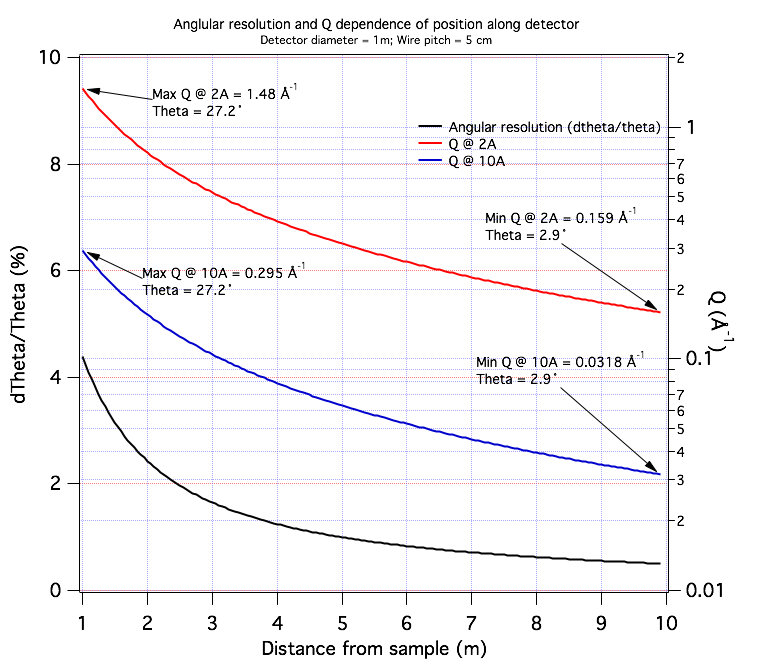 Anglular resolution and Q dependence of position along detector
Detector diameter = 1m; Wire pitch = 5 cm
10
8
6
4
2
0
dTheta/Theta (%)
Max Q @ 2A = 1.48 Å⁻¹
Theta = 27.2˚
Angular resolution (dtheta/theta)
Q @ 2A
Q @ 10A
Min Q @ 2A = 0.159 Å⁻¹
Theta = 2.9˚
Max Q @ 10A = 0.295 Å⁻¹
Theta = 27.2˚
Min Q @ 10A = 0.0318 Å⁻¹
Theta = 2.9˚
2
1
7
6
5
4
3
2
0.1
7
6
5
4
3
2
0.01
Q (Å⁻¹)
1 2 3 4 5 6 7 8 9 10
Distance from sample (m)